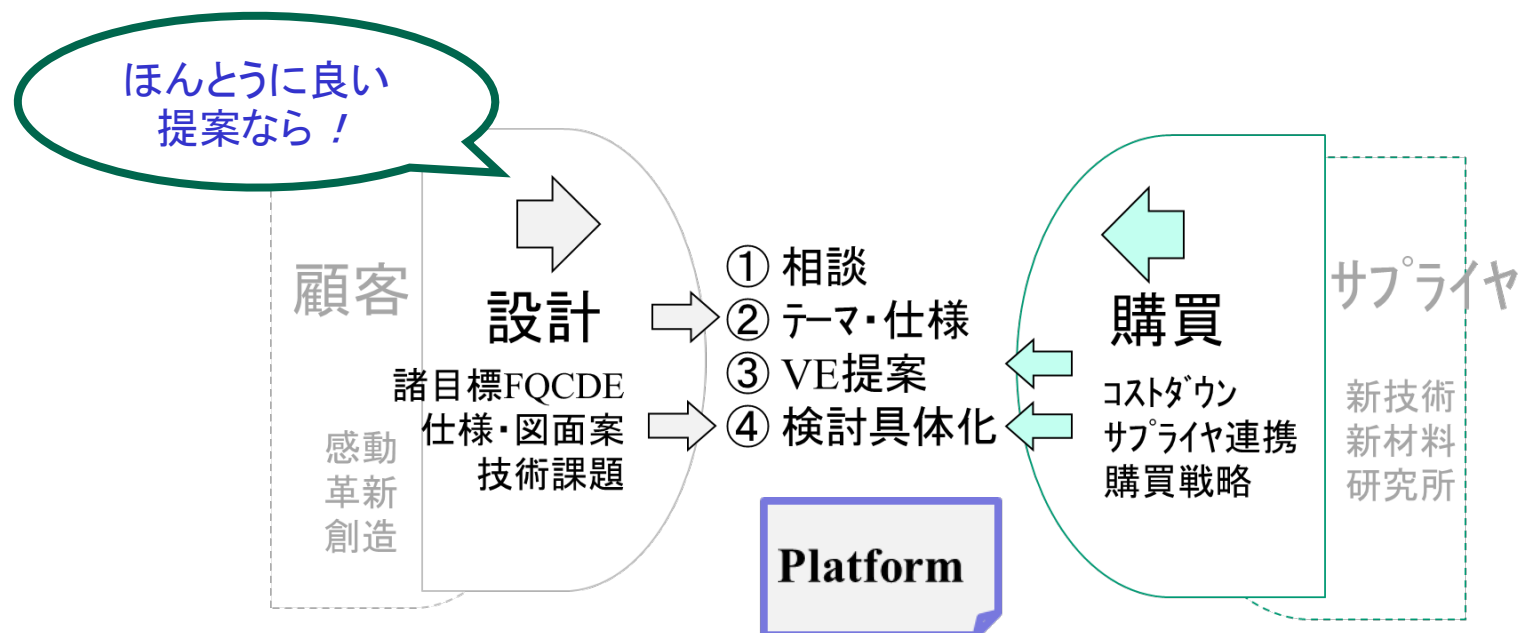 ほんとうに良い
提案なら！
顧客
感動
革新
創造
設計
諸目標FQCDE
仕様・図面案
技術課題
① 相談
② ﾃｰﾏ・仕様
③ VE提案
④ 検討具体化
Platform
購買
ｺｽﾄﾀﾞｳﾝ
ｻﾌﾟﾗｲﾔ連携
購買戦略
サプライヤ
新技術
新材料
研究所